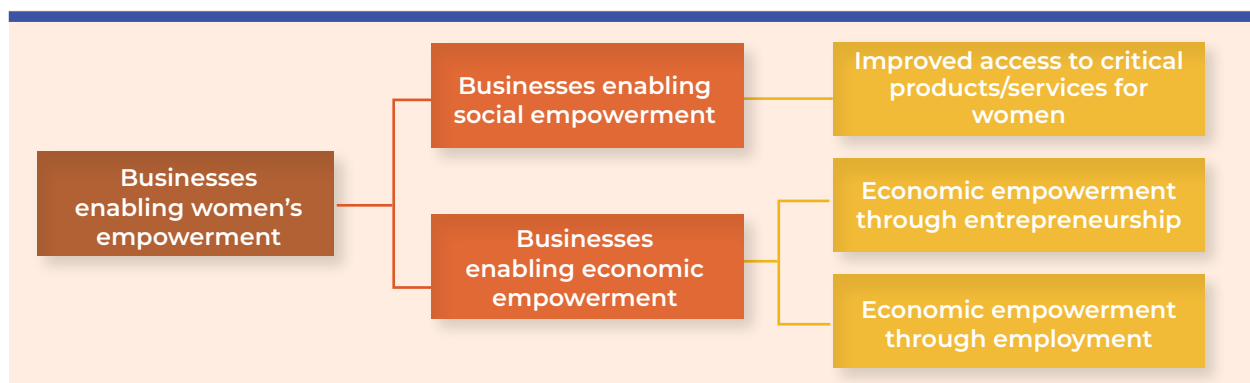 Businesses
enabling women's
empowerment
Businesses enabling
social empowerment
Businesses
enabling economic
empowerment
Improved access to critical
products/services for
women
Economic empowerment
through entrepreneurship
Economic empowerment
through employment